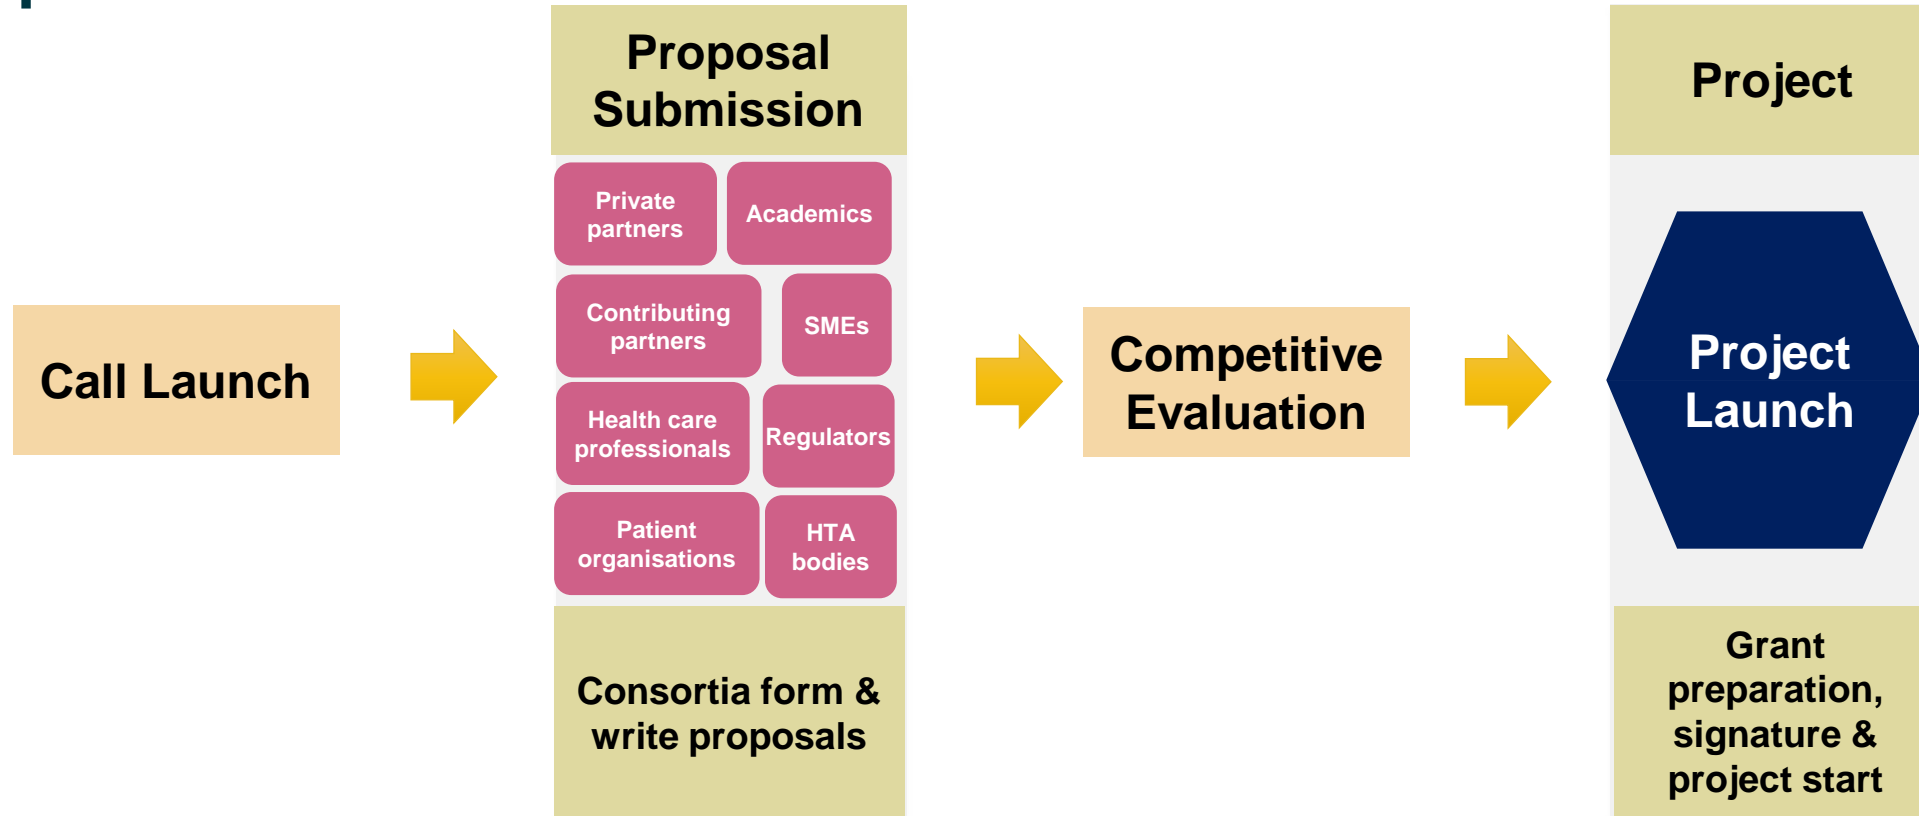 Call Launch
Proposal
Submission
Private
partners
Academics
Contributing
partners
SMEs
Health care
professionals
Regulators
Patient
organisations
HTA
bodies
Consortia form &
write proposals
Competitive
Evaluation
Project
Project
Launch
Grant
preparation,
signature &
project start